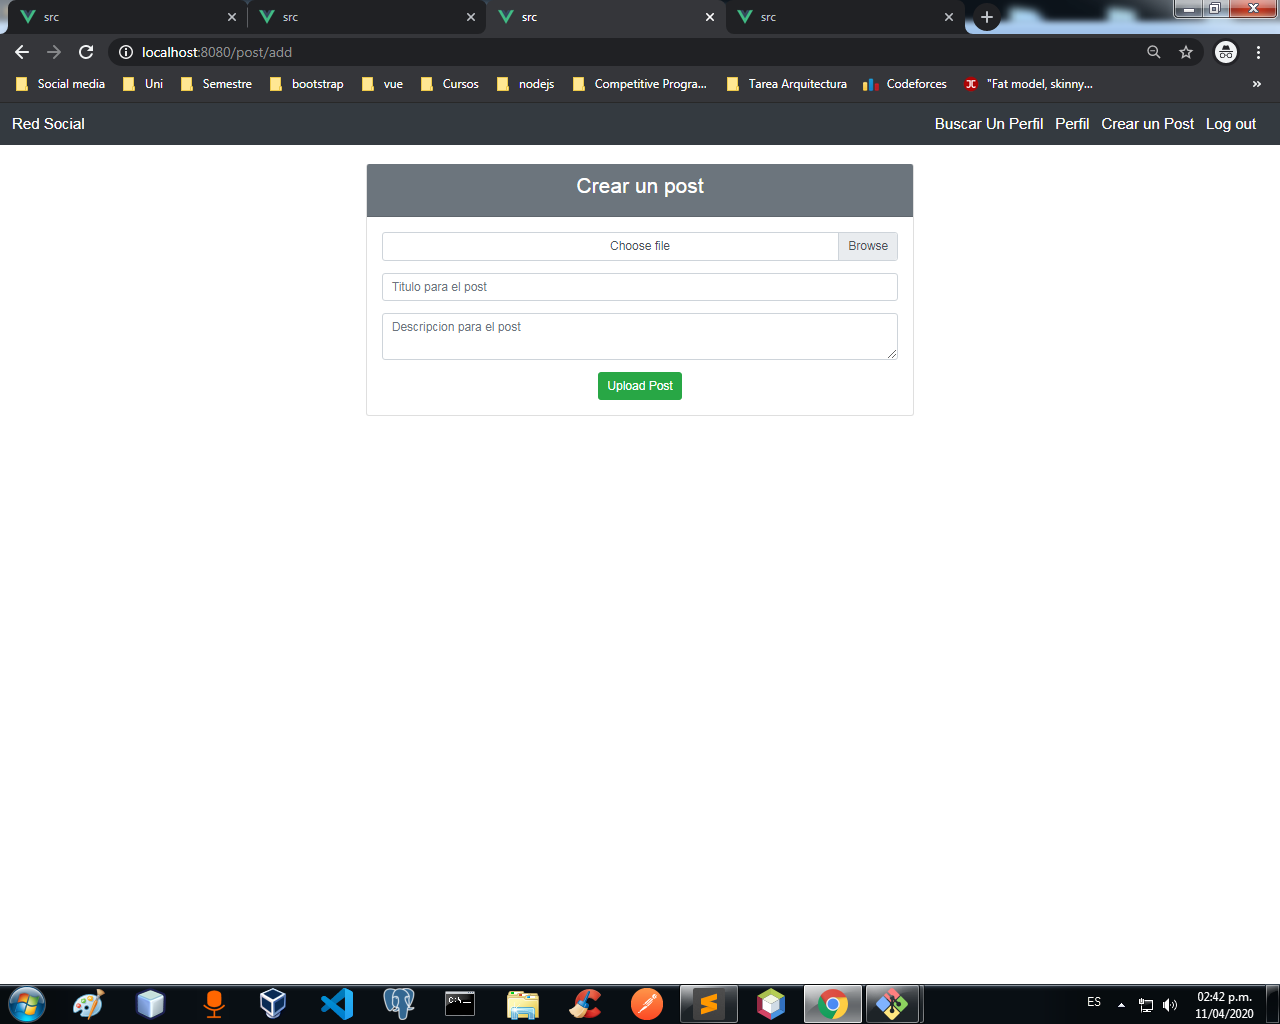 src src src src
localhost:8080/post/add
Social media Uni Semestre bootstrap vue Cursos nodejs Competitive Progra... Tarea Arquitectura Codeforces "Fat model, skinny... »
Red Social Buscar Un Perfil Perfil Crear un Post Log out
Crear un post
Choose file Browse
Titulo para el post
Descripcion para el post
Upload Post
ES 02:42 p.m.
11/04/2020